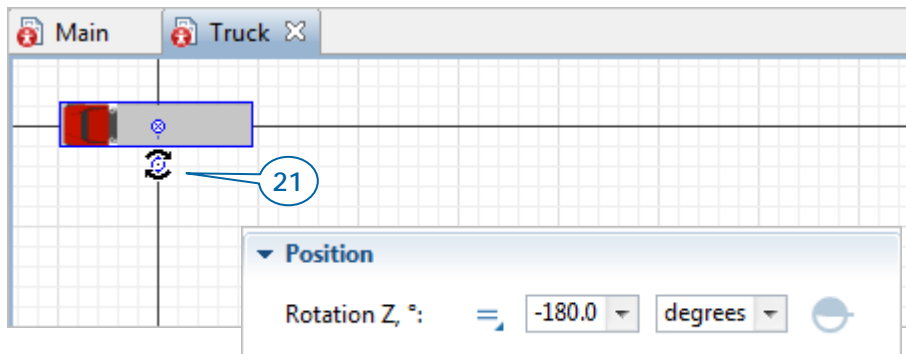 Main Truck
21
Position
Rotation Z, °: -180.0 degrees